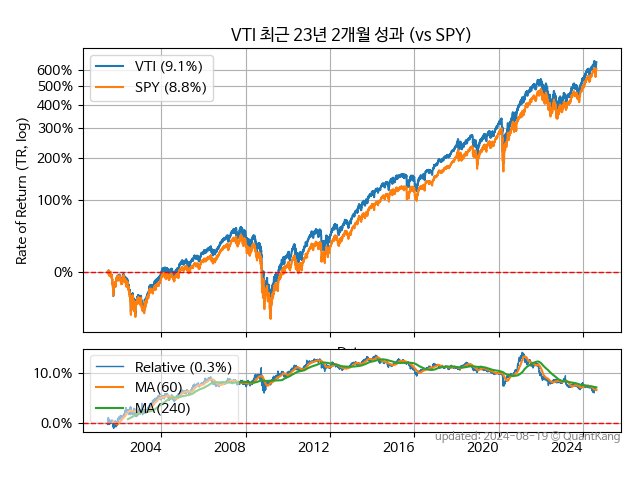 VTI 최근 23년 2개월 성과 (vs SPY)
Rate of Return (TR, log)
600%
500%
400%
300%
200%
100%
0%
VTI (9.1%)
SPY (8.8%)
10.0%
0.0%
Relative (0.3%)
MA(60)
MA(240)
2004
2008
2012
2016
2020
2024
updated: 2024-08-19 © QuantKang